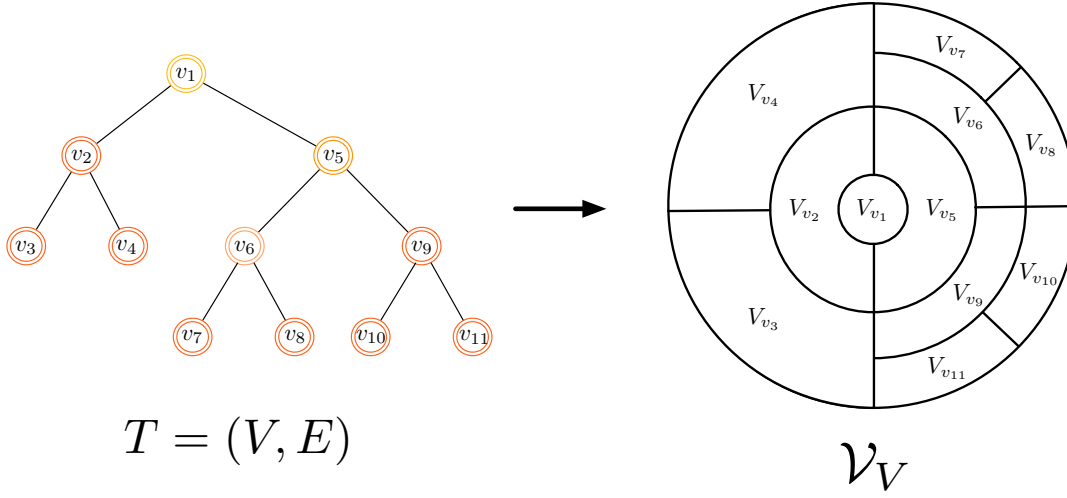 v₁
v₂ v₅
v₃ v₄ v₆ v₉
v₇ v₈ v₁₀ v₁₁
T = (V, E)
V_{v₇}
V_{v₄}
V_{v₆}
V_{v₈}
V_{v₂} V_{v₁} V_{v₅}
V_{v₁₀}
V_{v₉}
V_{v₃}
V_{v₁₁}
𝒱_V